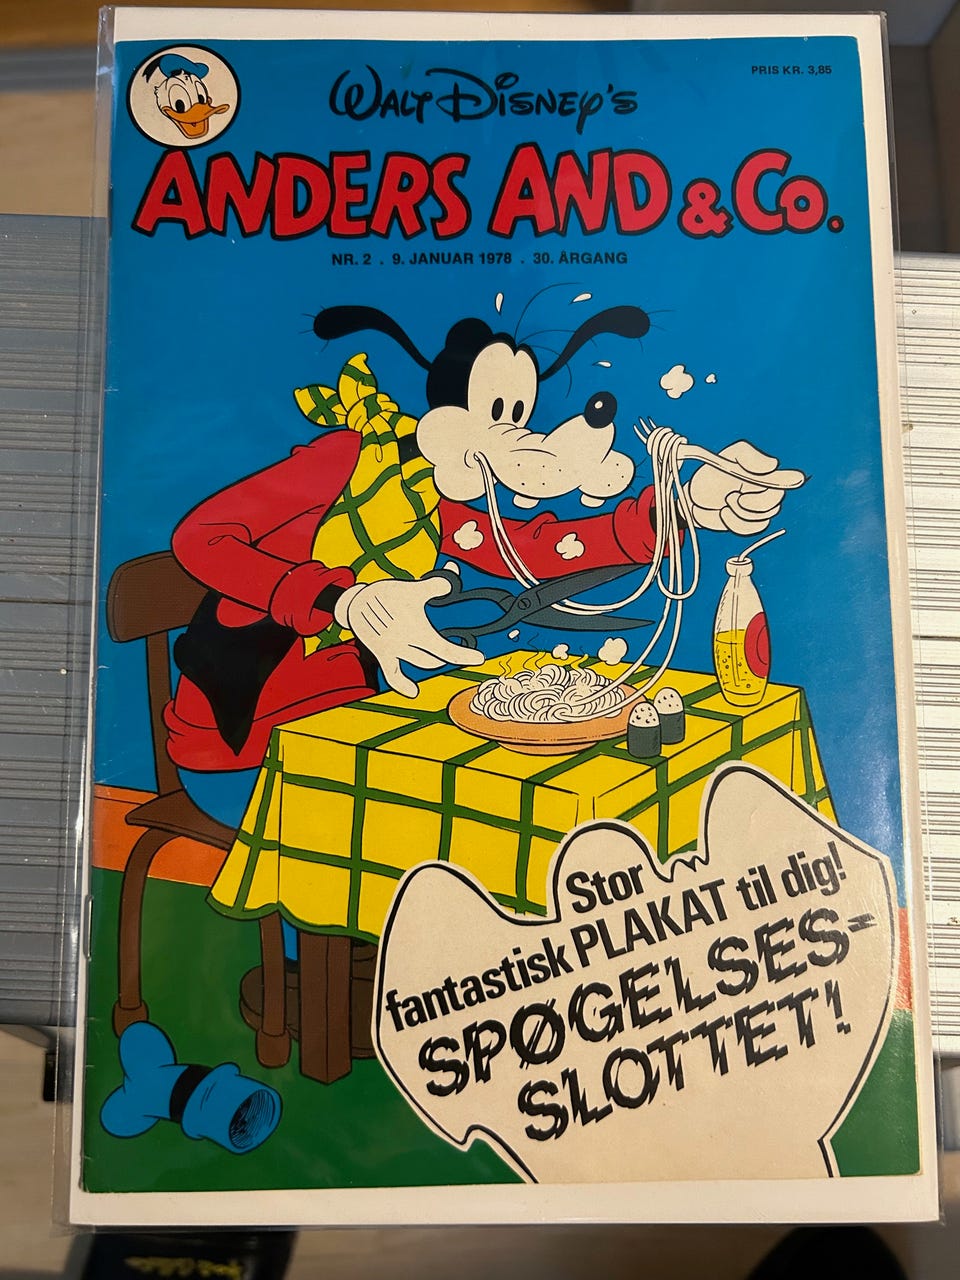 PRIS KR. 3,85
WALT DISNEY'S
ANDERS AND & CO.
NR. 2 . 9. JANUAR 1978 . 30. ÅRGANG
Stor
fantastisk PLAKAT til dig!
SPØGELSES-
SLOTTET!